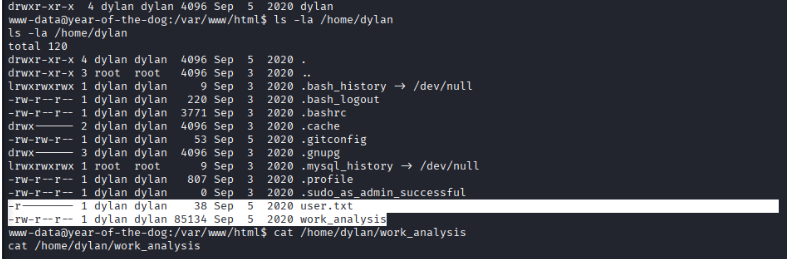 drwxr-xr-x  4 dylan dylan 4096 Sep  5  2020 dylan
www-data@year-of-the-dog:/var/www/html$ ls -la /home/dylan
ls -la /home/dylan
total 120
drwxr-xr-x 4 dylan dylan  4096 Sep  5  2020 .
drwxr-xr-x 3 root  root   4096 Sep  3  2020 ..
lrwxrwxrwx 1 dylan dylan     9 Sep  3  2020 .bash_history → /dev/null
-rw-r--r-- 1 dylan dylan   220 Sep  3  2020 .bash_logout
-rw-r--r-- 1 dylan dylan  3771 Sep  3  2020 .bashrc
drwx------ 2 dylan dylan  4096 Sep  3  2020 .cache
-rw-rw-r-- 1 dylan dylan    53 Sep  5  2020 .gitconfig
drwx------ 3 dylan dylan  4096 Sep  3  2020 .gnupg
lrwxrwxrwx 1 root  root      9 Sep  3  2020 .mysql_history → /dev/null
-rw-r--r-- 1 dylan dylan   807 Sep  3  2020 .profile
-rw-r--r-- 1 dylan dylan     0 Sep  3  2020 .sudo_as_admin_successful
-r-------- 1 dylan dylan    38 Sep  5  2020 user.txt
-rw-r--r-- 1 dylan dylan 85134 Sep  5  2020 work_analysis
www-data@year-of-the-dog:/var/www/html$ cat /home/dylan/work_analysis
cat /home/dylan/work_analysis